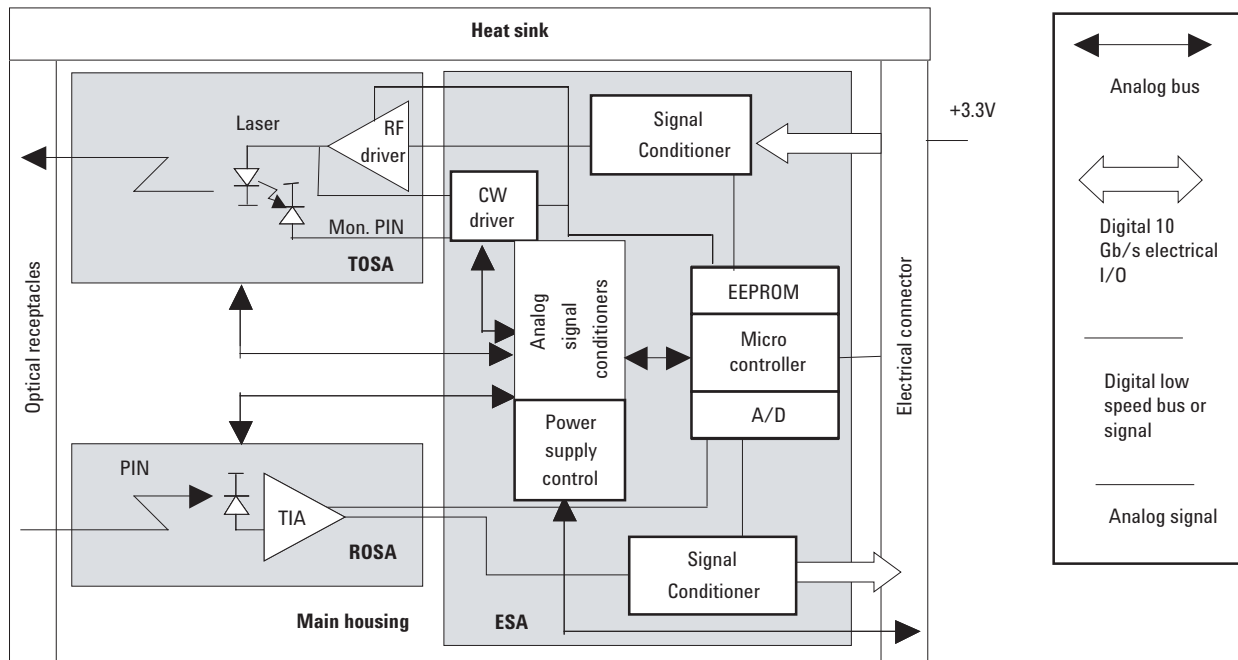 Heat sink
Optical receptacles
Laser
RF
driver
Mon. PIN
TOSA
CW
driver
Signal
Conditioner
Analog
signal
conditioners
EEPROM
Micro
controller
A/D
Power
supply
control
PIN
TIA
ROSA
Signal
Conditioner
Main housing
ESA
Electrical connector
+3.3V
Analog bus
Digital 10
Gb/s electrical
I/O
Digital low
speed bus or
signal
Analog signal